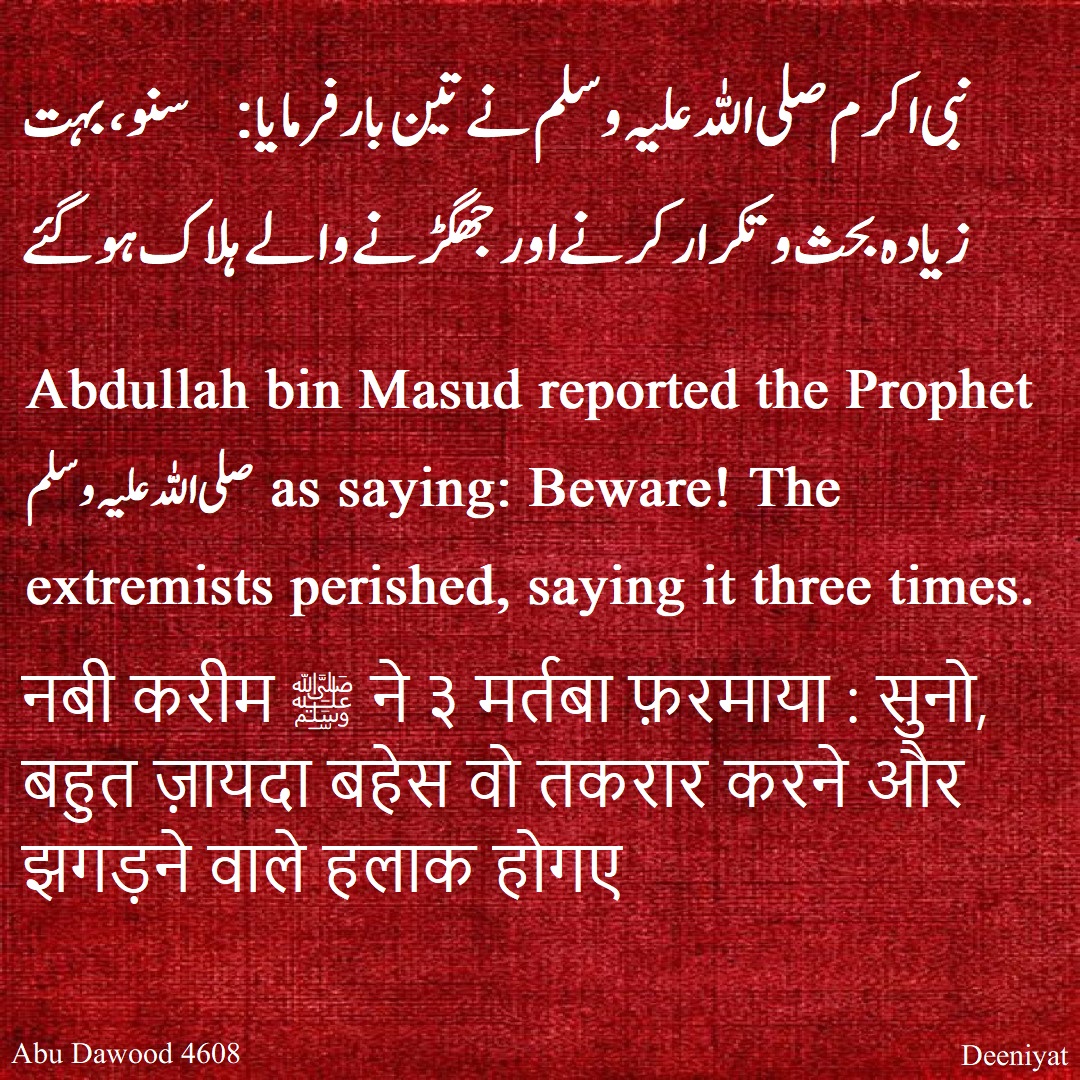 نبی اکرم صلی اللہ علیہ وسلم نے تین بار فرمایا: سنو، بہت
زیادہ بحث و تکرار کرنے اور جھگڑنے والے ہلاک ہو گئے
Abdullah bin Masud reported the Prophet
صلی اللہ علیہ وسلم as saying: Beware! The
extremists perished, saying it three times.
नबी करीम ﷺ ने ३ मर्तबा फ़रमाया : सुनो,
बहुत ज़ायदा बहेस वो तकरार करने और
झगड़ने वाले हलाक होगए
Abu Dawood 4608
Deeniyat